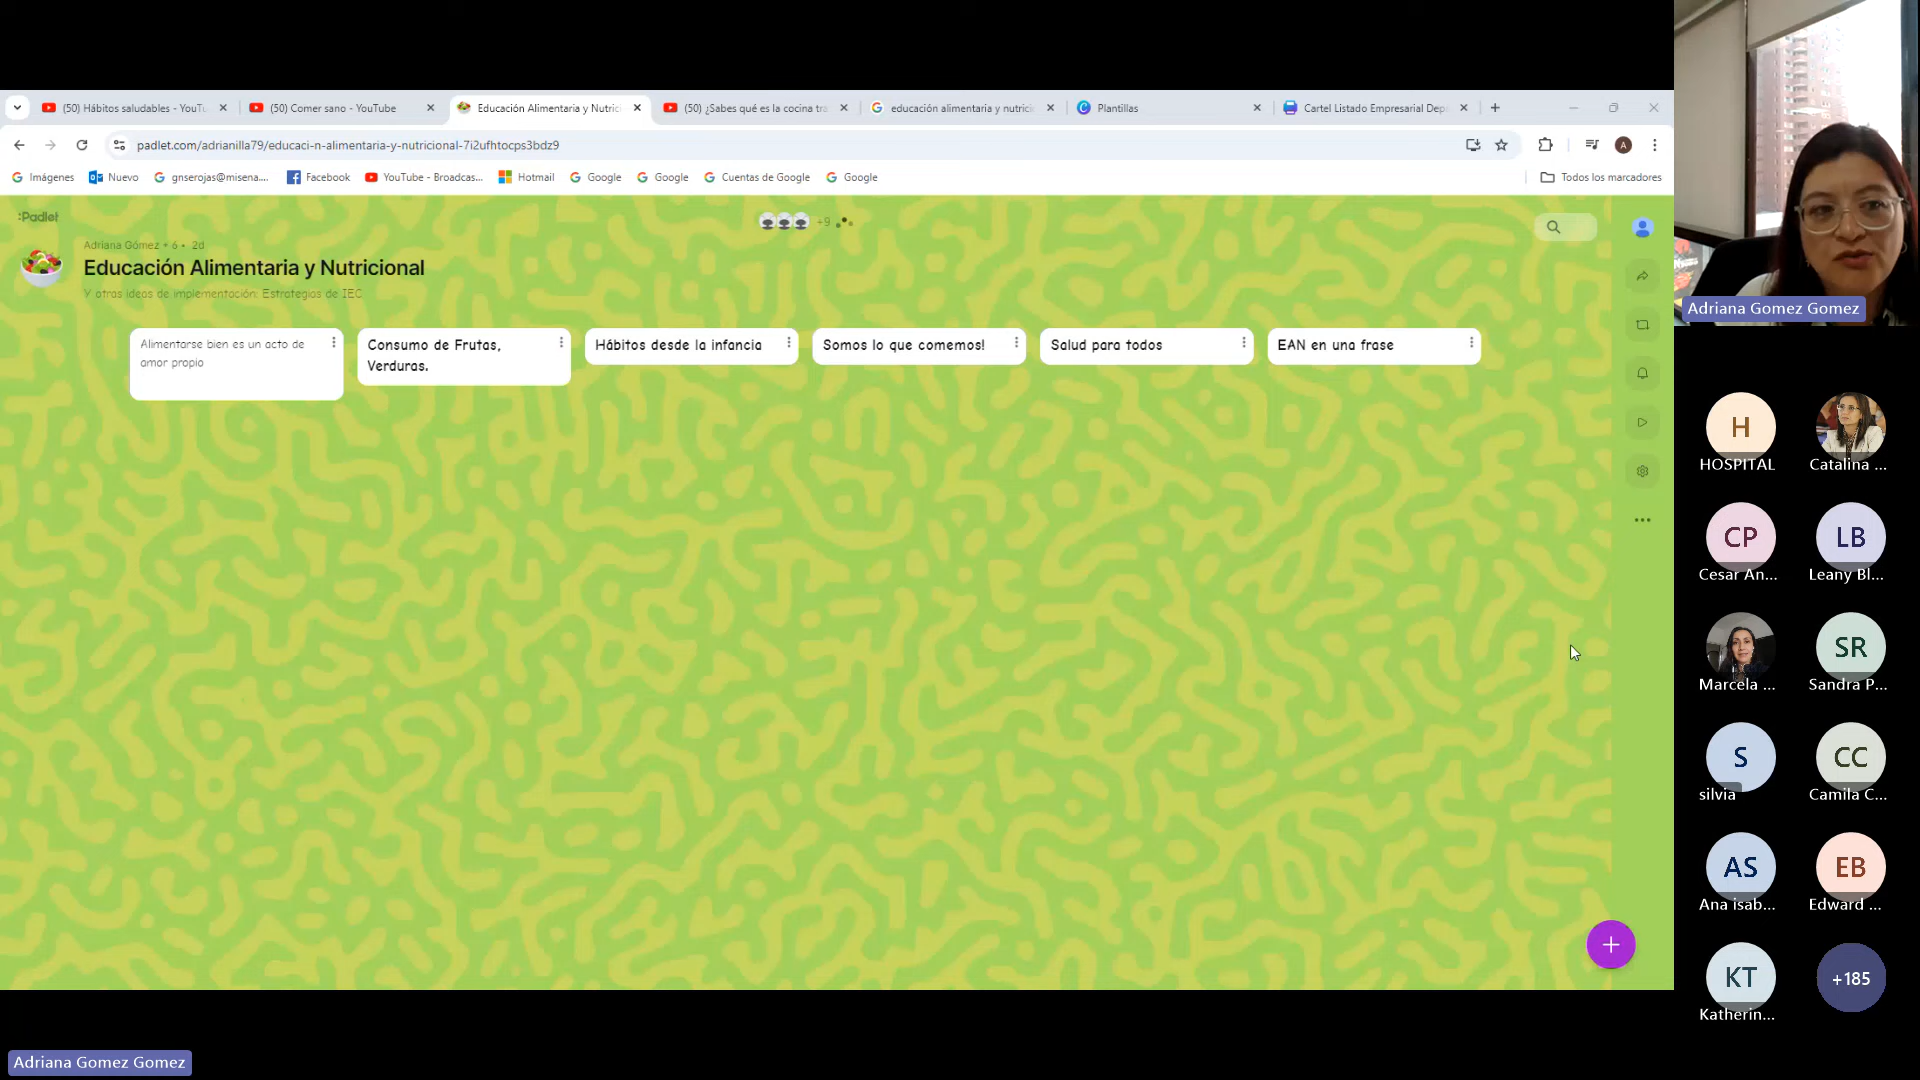 (50) Hábitos saludables - YouTu
(50) Comer sano - YouTube
Educación Alimentaria y Nutrici
(50) ¿Sabes qué es la cocina tra
educación alimentaria y nutrici
Plantillas
Cartel Listado Empresarial Dep
padlet.com/adrianilla79/educaci-n-alimentaria-y-nutricional-7i2ufhtocps3bdz9
A
Imágenes
Nuevo
gnserojas@misena....
Facebook
YouTube - Broadcas...
Hotmail
Google
Google
Cuentas de Google
Google
Todos los marcadores
:Padlet
+9
Adriana Gómez • 6 • 2d
Educación Alimentaria y Nutricional
Y otras ideas de implementación: Estrategias de IEC
Alimentarse bien es un acto de
amor propio
Consumo de Frutas,
Verduras.
Hábitos desde la infancia
Somos lo que comemos!
Salud para todos
EAN en una frase
Adriana Gomez Gomez
H
HOSPITAL
Catalina ...
CP
Cesar An...
LB
Leany Bl...
Marcela ...
SR
Sandra P...
S
silvia
CC
Camila C...
AS
Ana isab...
EB
Edward ...
KT
Katherin...
+185
Adriana Gomez Gomez